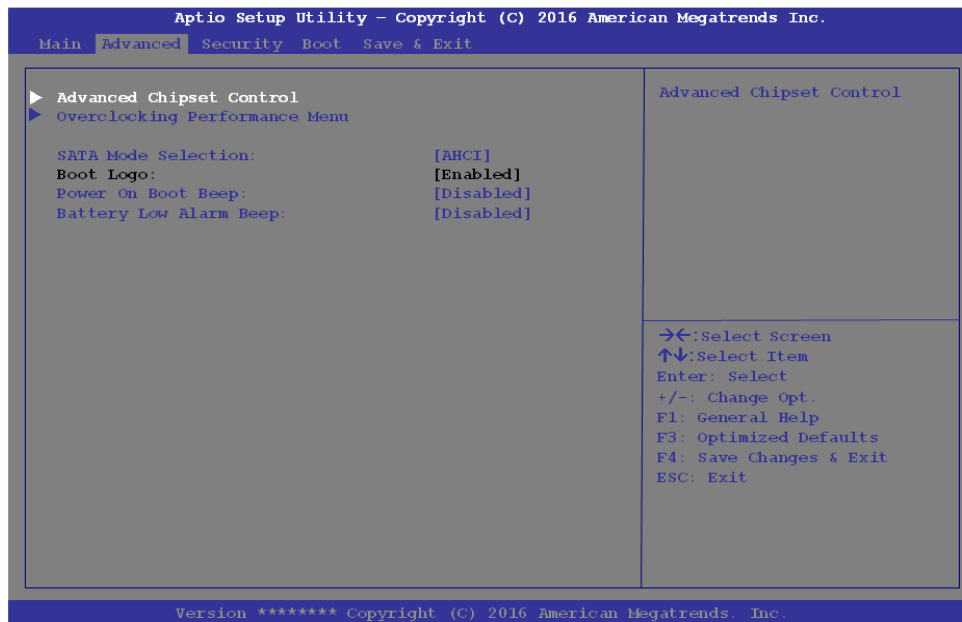 Aptio Setup Utility – Copyright (C) 2016 American Megatrends Inc.
Main Advanced Security Boot Save & Exit
▶ Advanced Chipset Control
▶ Overclocking Performance Menu
SATA Mode Selection: [AHCI]
Boot Logo: [Enabled]
Power On Boot Beep: [Disabled]
Battery Low Alarm Beep: [Disabled]
Advanced Chipset Control
→←:Select Screen
↑↓:Select Item
Enter: Select
+/-: Change Opt.
F1: General Help
F3: Optimized Defaults
F4: Save Changes & Exit
ESC: Exit
Version ******** Copyright (C) 2016 American Megatrends. Inc.